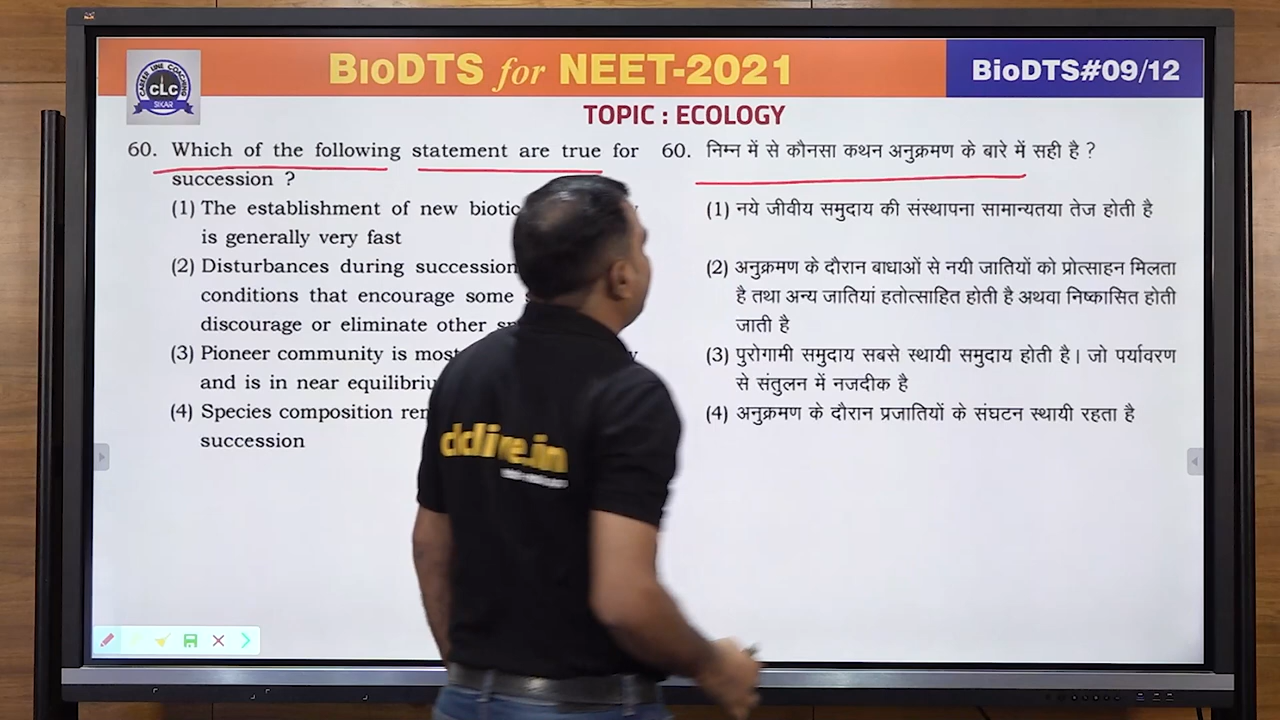 BIODTS for NEET-2021
BIODTS#09/12
CAREER LINE COACHING
CLC
SIKAR
TOPIC : ECOLOGY
60. Which of the following statement are true for
succession ?
(1) The establishment of new biotic
is generally very fast
(2) Disturbances during succession
conditions that encourage some
discourage or eliminate other
(3) Pioneer community is most
and is in near
(4) Species composition
succession
60. निम्न में से कौनसा कथन अनुक्रमण के बारे में सही है ?
(1) नये जीवीय समुदाय की संस्थापना सामान्यतया तेज होती है
(2) अनुक्रमण के दौरान बाधाओं से नयी जातियों को प्रोत्साहन मिलता
है तथा अन्य जातियां हतोत्साहित होती है अथवा निष्कासित होती
जाती है
(3) पुरोगामी समुदाय सबसे स्थायी समुदाय होती है। जो पर्यावरण
से संतुलन में नजदीक है
(4) अनुक्रमण के दौरान प्रजातियों के संघटन स्थायी रहता है